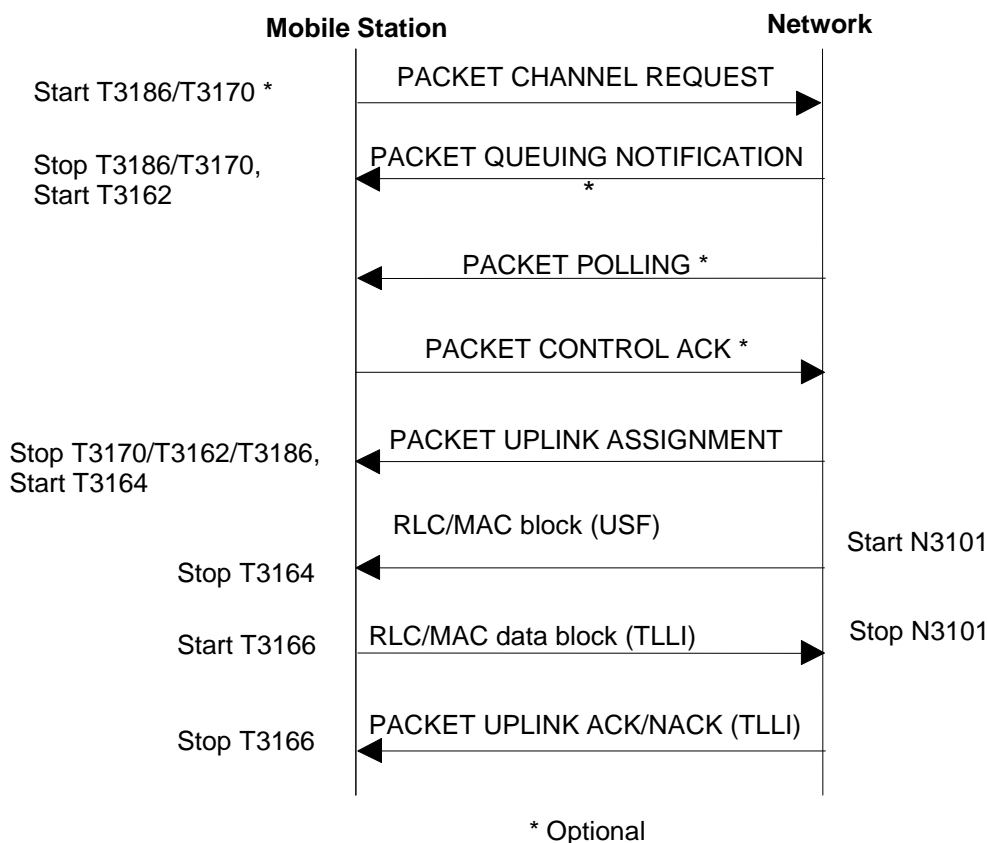 Mobile Station
Network
PACKET CHANNEL REQUEST
Start T3186/T3170 *
PACKET QUEUING NOTIFICATION
*
Stop T3186/T3170,
Start T3162
PACKET POLLING *
PACKET CONTROL ACK *
PACKET UPLINK ASSIGNMENT
Stop T3170/T3162/T3186,
Start T3164
RLC/MAC block (USF)
Start N3101
Stop T3164
RLC/MAC data block (TLLI)
Stop N3101
Start T3166
PACKET UPLINK ACK/NACK (TLLI)
Stop T3166
* Optional